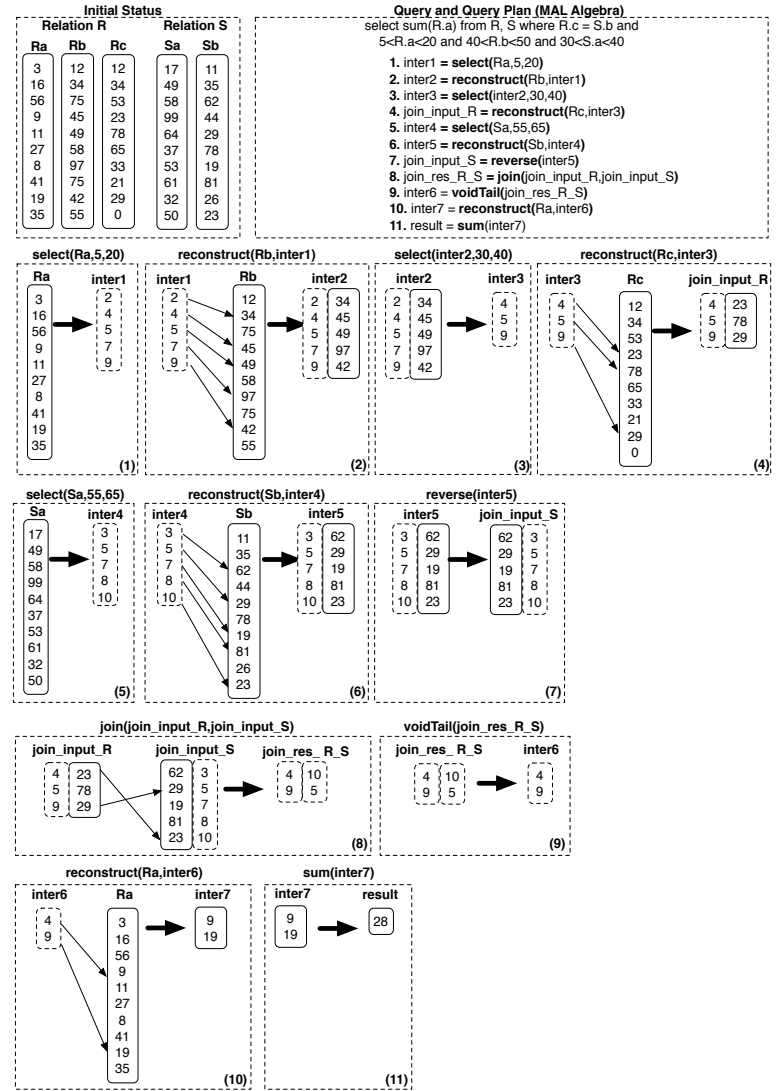 Initial Status
Relation R
Relation S
Ra Rb Rc Sa Sb
3 12 12 17 11
16 34 34 49 35
56 75 53 58 62
9 45 23 99 44
11 49 78 64 29
27 58 65 37 78
8 97 33 53 19
41 75 21 61 81
19 42 29 32 26
35 55 0 50 23
Query and Query Plan (MAL Algebra)
select sum(R.a) from R, S where R.c = S.b and
5<R.a<20 and 40<R.b<50 and 30<S.a<40
1. inter1 = select(Ra,5,20)
2. inter2 = reconstruct(Rb,inter1)
3. inter3 = select(inter2,30,40)
4. join_input_R = reconstruct(Rc,inter3)
5. inter4 = select(Sa,55,65)
6. inter5 = reconstruct(Sb,inter4)
7. join_input_S = reverse(inter5)
8. join_res_R_S = join(join_input_R,join_input_S)
9. inter6 = voidTail(join_res_R_S)
10. inter7 = reconstruct(Ra,inter6)
11. result = sum(inter7)
select(Ra,5,20)
Ra
inter1
3
16
56
9
11
27
8
41
19
35
2
4
5
7
9
(1)
reconstruct(Rb,inter1)
inter1
Rb
inter2
2
4
5
7
9
12
34
75
45
49
58
97
75
42
55
2 34
4 45
5 49
7 97
9 42
(2)
select(inter2,30,40)
inter2
inter3
2 34
4 45
5 49
7 97
9 42
4
5
9
(3)
reconstruct(Rc,inter3)
inter3
Rc
join_input_R
4
5
9
12
34
53
23
78
65
33
21
29
0
4 23
5 78
9 29
(4)
select(Sa,55,65)
Sa
inter4
17
49
58
99
64
37
53
61
32
50
3
5
7
8
10
(5)
reconstruct(Sb,inter4)
inter4
Sb
inter5
3
5
7
8
10
11
35
62
44
29
78
19
81
26
23
3 62
5 29
7 19
8 81
10 23
(6)
reverse(inter5)
inter5
join_input_S
3 62
5 29
7 19
8 81
10 23
62 3
29 5
19 7
81 8
23 10
(7)
join(join_input_R,join_input_S)
join_input_R
join_input_S
join_res_ R_S
4 23
5 78
9 29
62 3
29 5
19 7
81 8
23 10
4 10
9 5
(8)
voidTail(join_res_R_S)
join_res_ R_S
inter6
4 10
9 5
4
9
(9)
reconstruct(Ra,inter6)
inter6
Ra
inter7
4
9
3
16
56
9
11
27
8
41
19
35
9
19
(10)
sum(inter7)
inter7
result
9
19
28
(11)